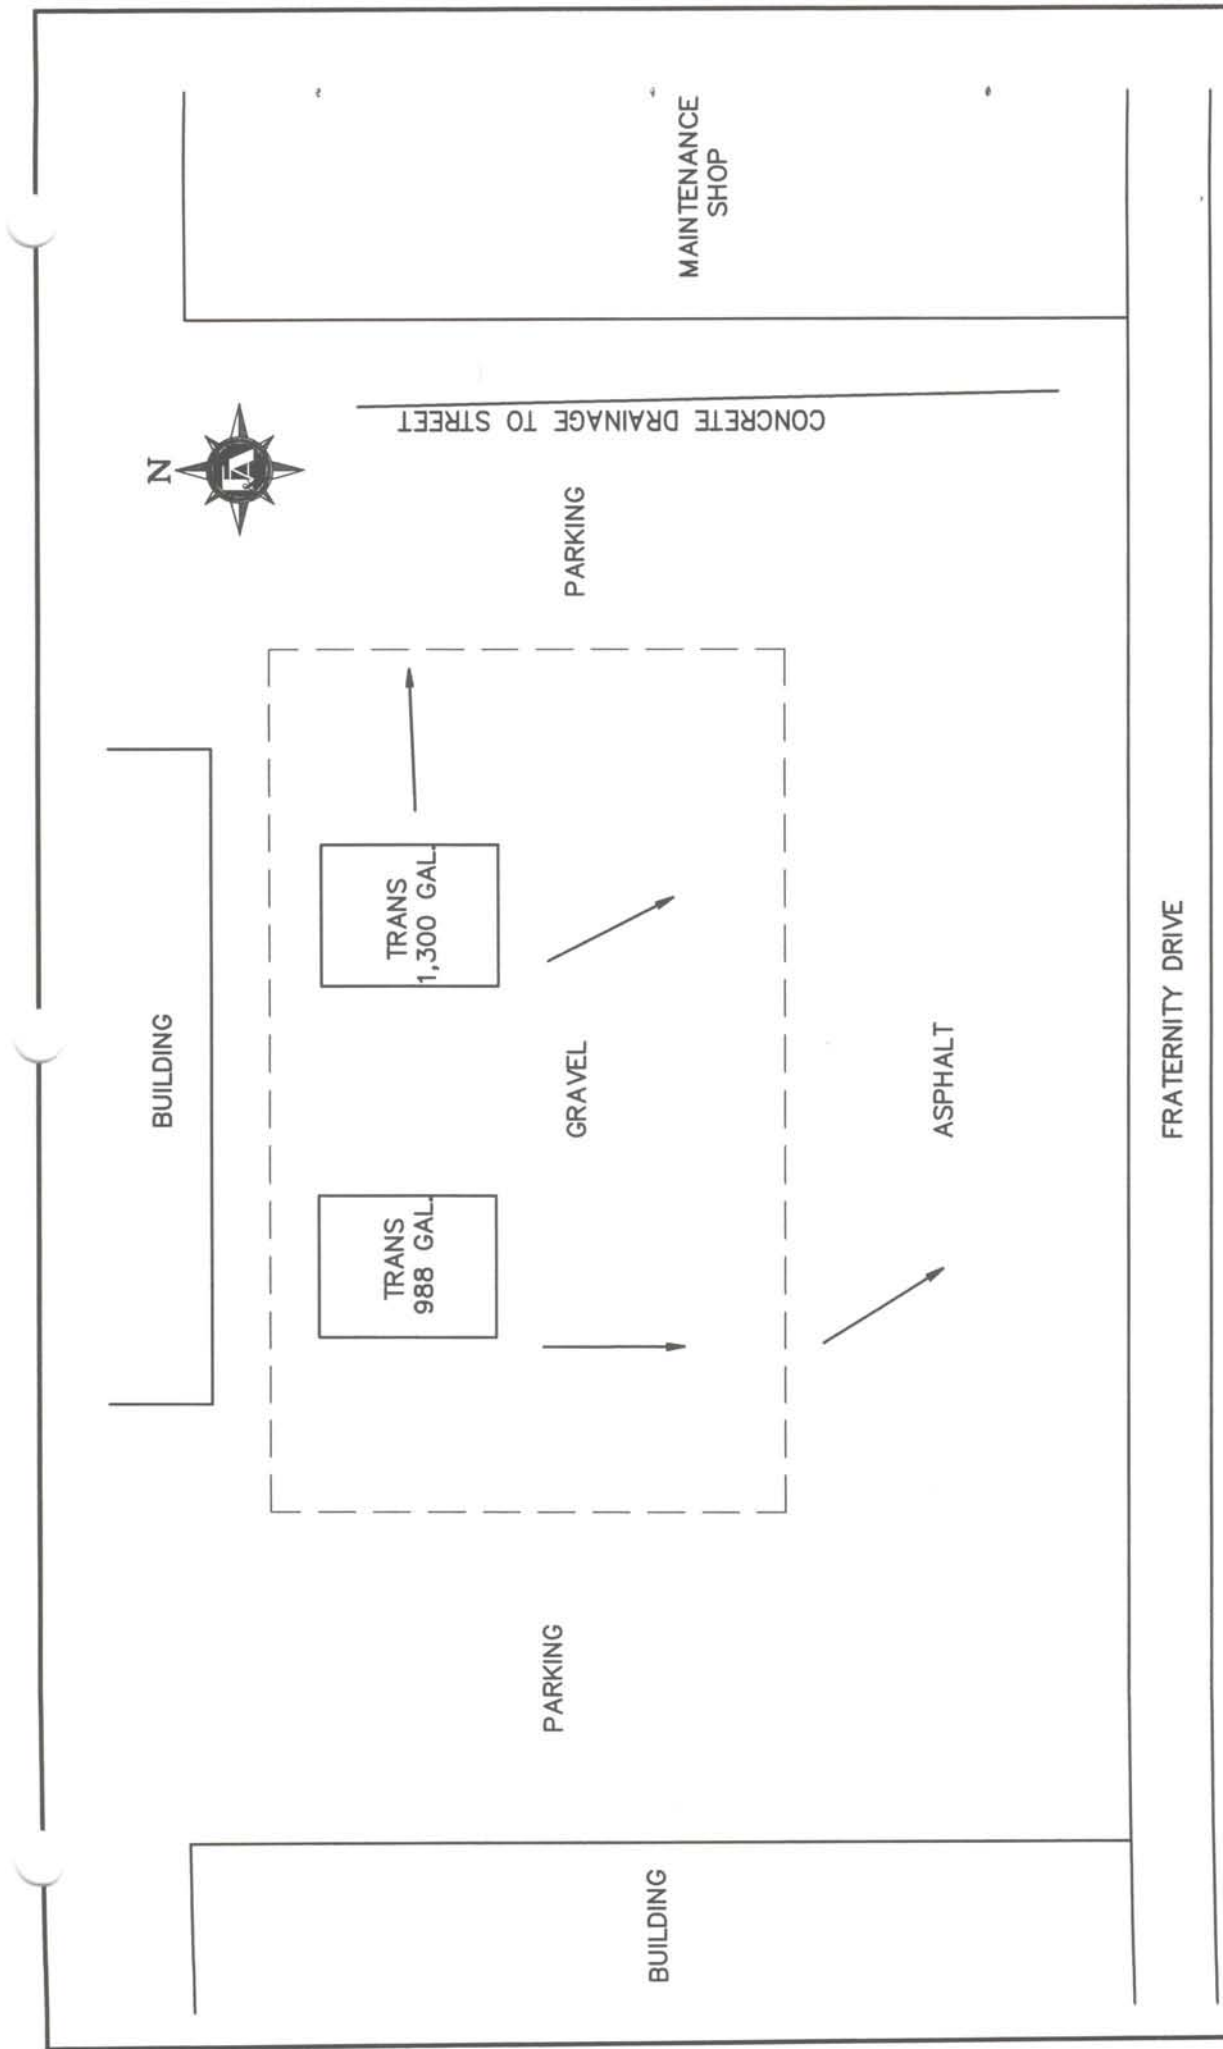 BUILDING
N
TRANS
988 GAL.
TRANS
1,300 GAL.
GRAVEL
PARKING
PARKING
CONCRETE DRAINAGE TO STREET
BUILDING
MAINTENANCE
SHOP
ASPHALT
FRATERNITY DRIVE